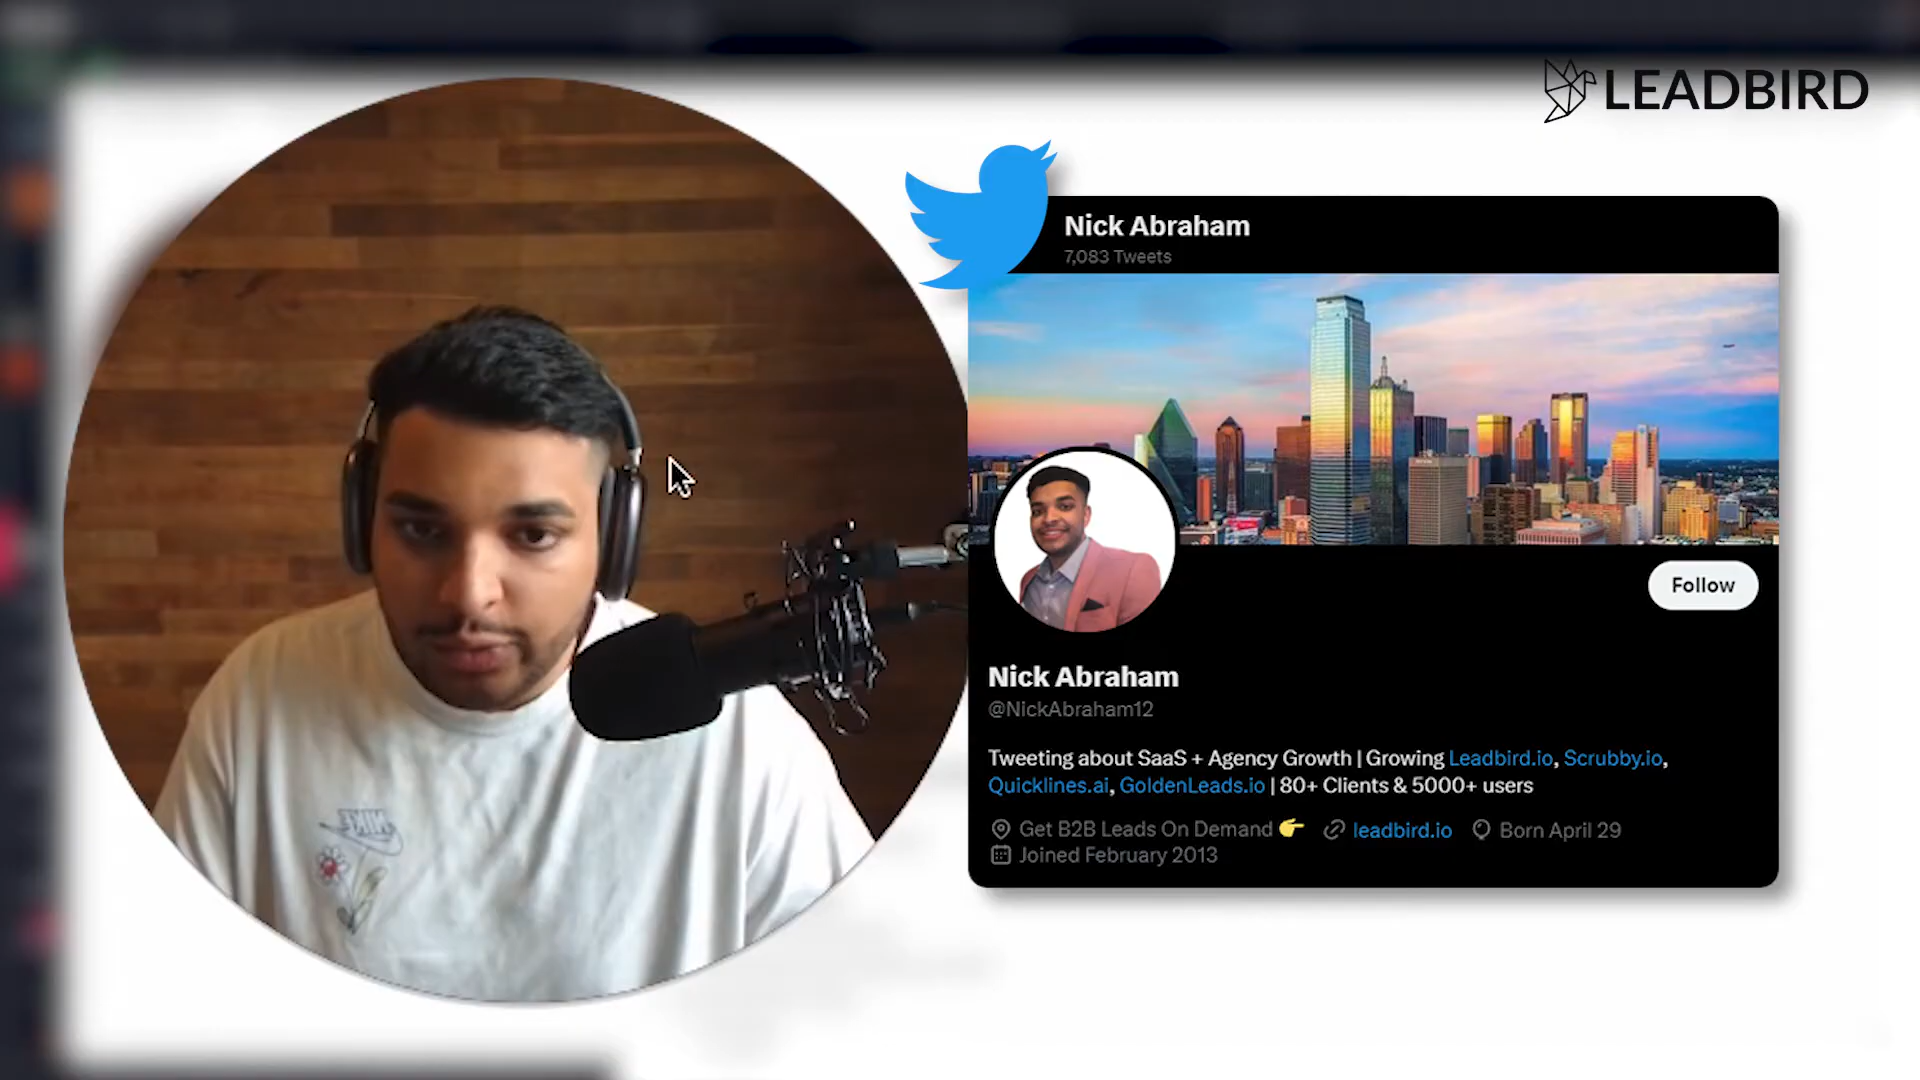 LEADBIRD
Nick Abraham
7,083 Tweets
Follow
Nick Abraham
@NickAbraham12
Tweeting about SaaS + Agency Growth | Growing Leadbird.io, Scrubby.io,
Quicklines.ai, GoldenLeads.io | 80+ Clients & 5000+ users
Get B2B Leads On Demand 👉 leadbird.io Born April 29
Joined February 2013
NIKE